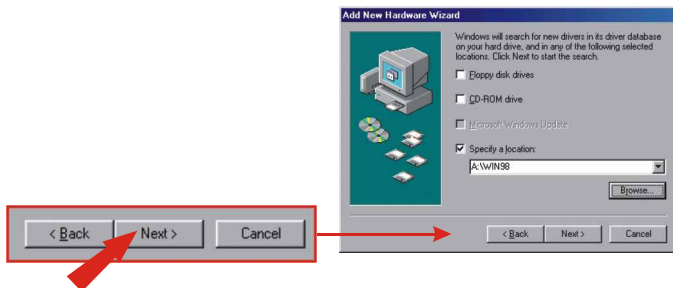 Add New Hardware Wizard
Windows will search for new drivers in its driver database
on your hard drive, and in any of the following selected
locations. Click Next to start the search.
Floppy disk drives
CD-ROM drive
Microsoft Windows Update
Specify a location:
A:\WIN98
Browse...
< Back Next > Cancel
< Back Next > Cancel